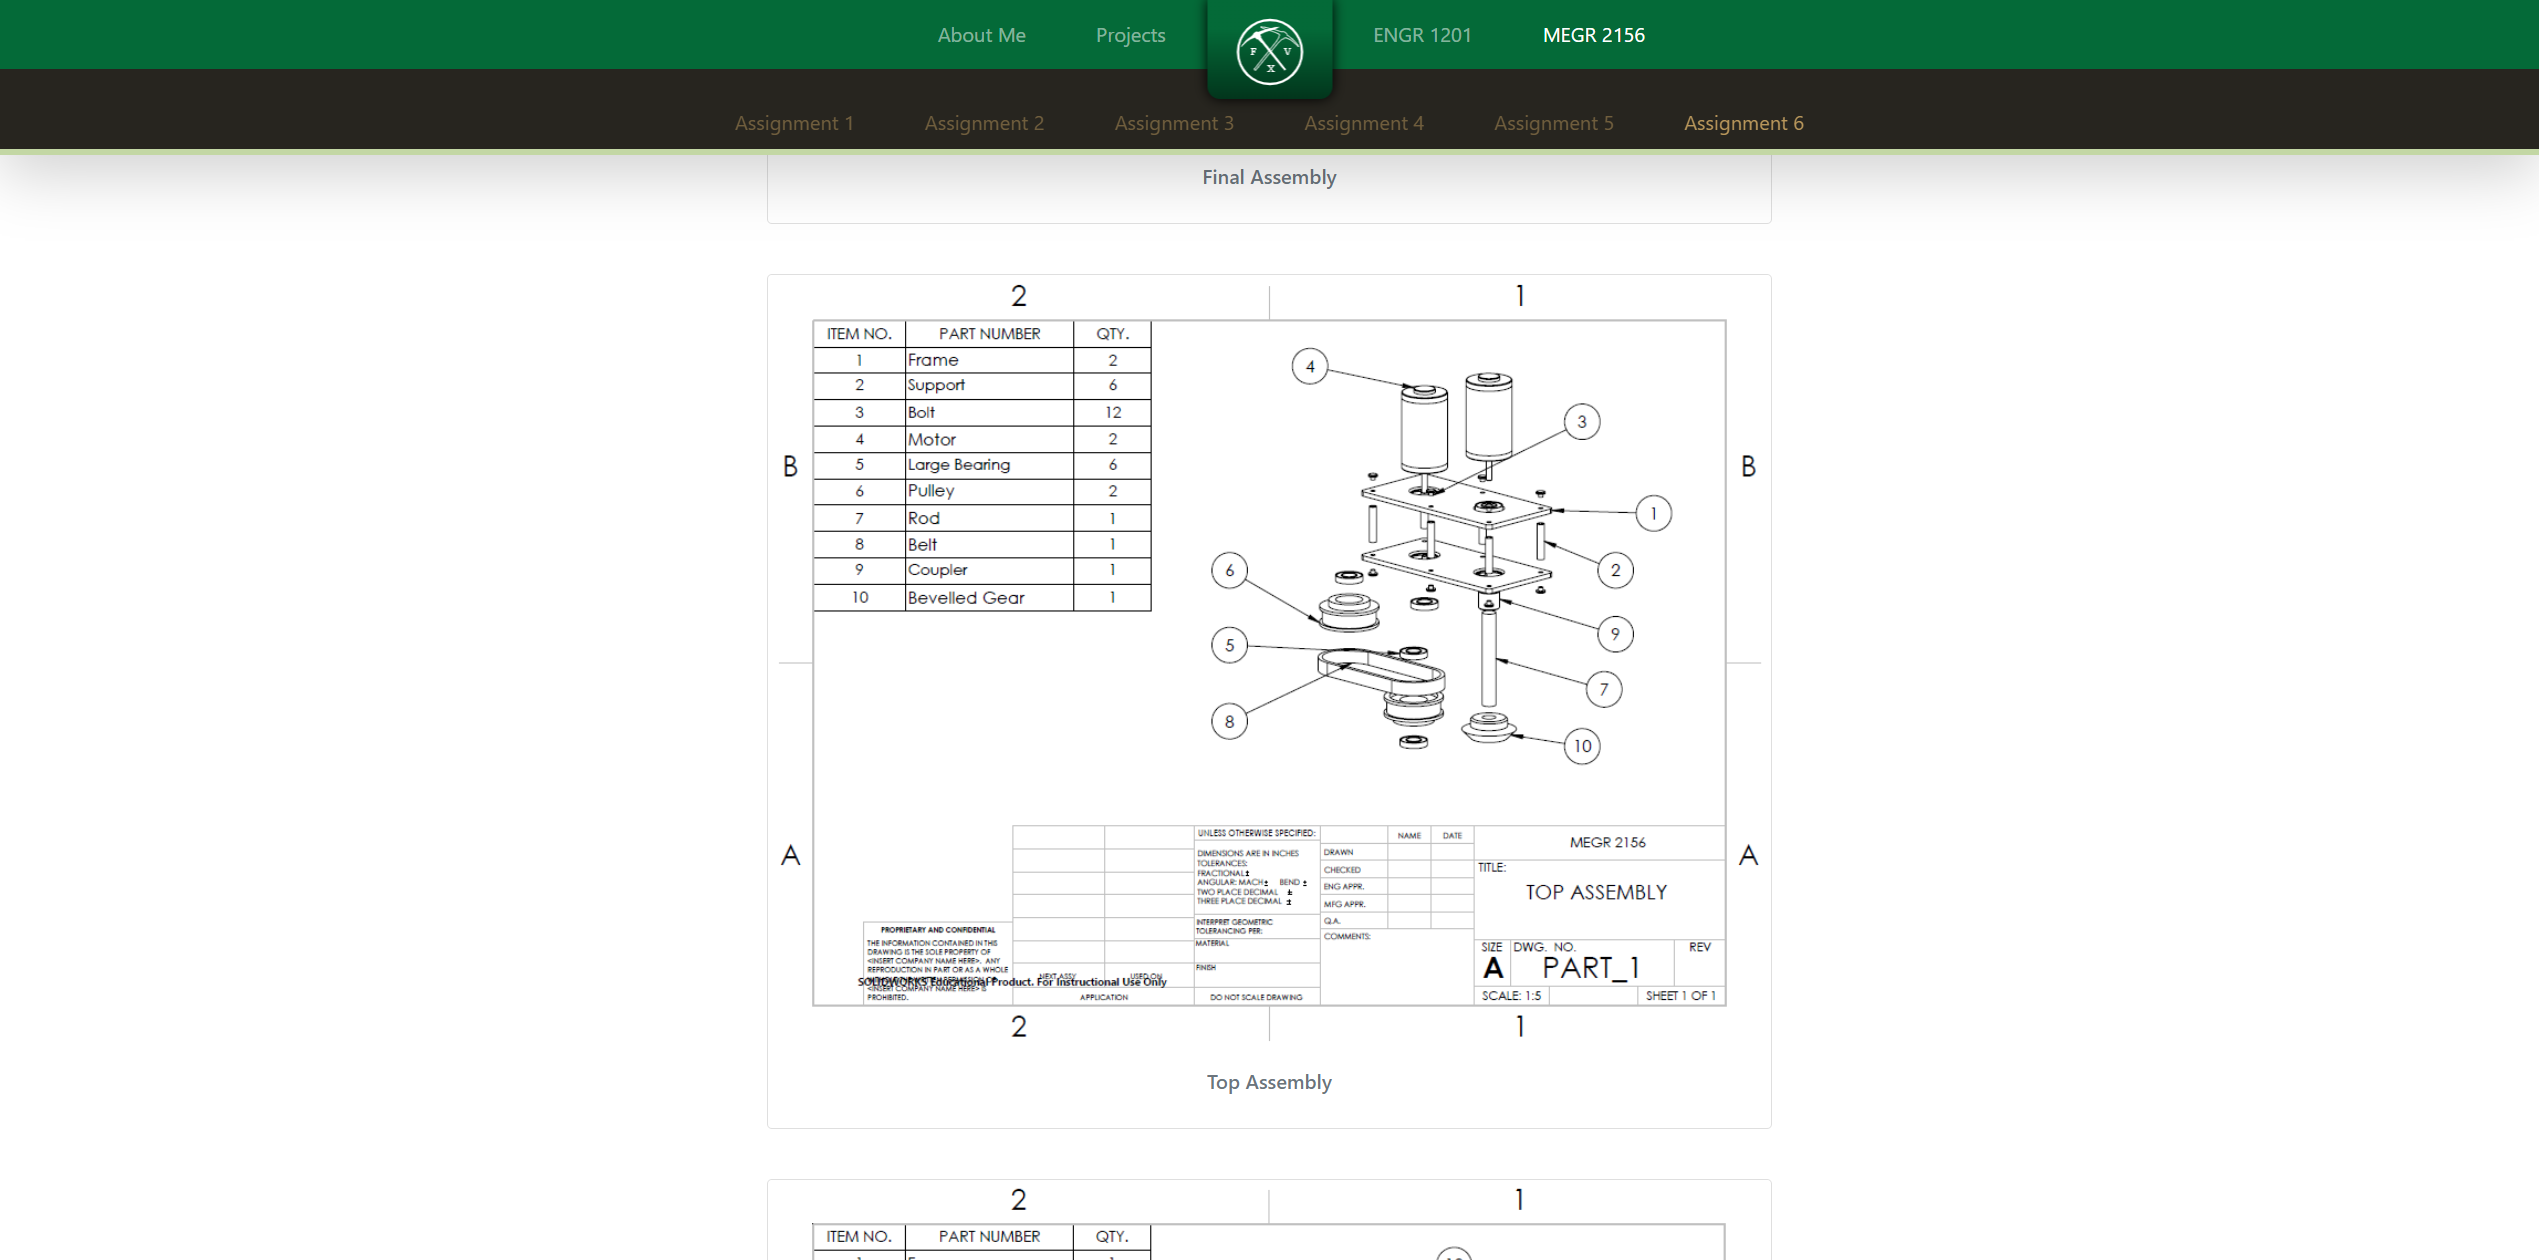 About Me Projects F V X ENGR 1201 MEGR 2156
Assignment 1 Assignment 2 Assignment 3 Assignment 4 Assignment 5 Assignment 6
Final Assembly
2 1
ITEM NO. PART NUMBER QTY.
1 Frame 2
2 Support 6
3 Bolt 12
4 Motor 2
5 Large Bearing 6
6 Pulley 2
7 Rod 1
8 Belt 1
9 Coupler 1
10 Bevelled Gear 1
4
3
1
6 2
5 9
7
8
10
B B
A A
UNLESS OTHERWISE SPECIFIED:
DIMENSIONS ARE IN INCHES
TOLERANCES:
FRACTIONAL±
ANGULAR: MACH± BEND ±
TWO PLACE DECIMAL ±
THREE PLACE DECIMAL ±
INTERPRET GEOMETRIC
TOLERANCING PER:
MATERIAL
FINISH
DO NOT SCALE DRAWING
NAME DATE
DRAWN
CHECKED
ENG APPR.
MFG APPR.
Q.A.
COMMENTS:
MEGR 2156
TITLE:
TOP ASSEMBLY
SIZE DWG. NO. REV
A PART_1
SCALE: 1:5 SHEET 1 OF 1
PROPRIETARY AND CONFIDENTIAL
THE INFORMATION CONTAINED IN THIS
DRAWING IS THE SOLE PROPERTY OF
<INSERT COMPANY NAME HERE>. ANY
REPRODUCTION IN PART OR AS A WHOLE
<INSERT COMPANY NAME HERE> IS
PROHIBITED.
NEXT ASSY USED ON
SOLIDWORKS Educational Product. For Instructional Use Only
APPLICATION
2 1
Top Assembly
2 1
ITEM NO. PART NUMBER QTY.